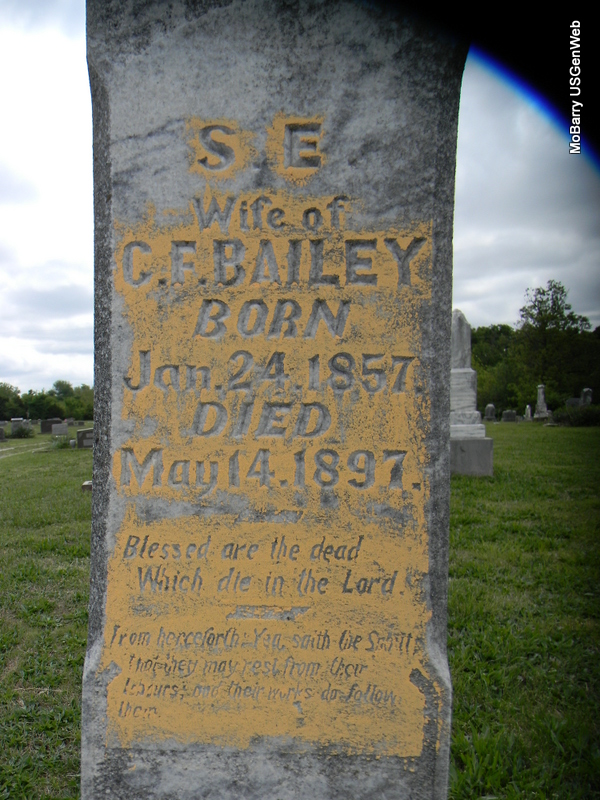 S. E
Wife of
C. F. BAILEY
BORN
Jan. 24. 1857.
DIED
May 14. 1897.
Blessed are the dead
Which die in the Lord.
From henceforth: Yea, saith the Spirit
That they may rest from their
labours; and their works do follow
them.
MoBarry USGenWeb